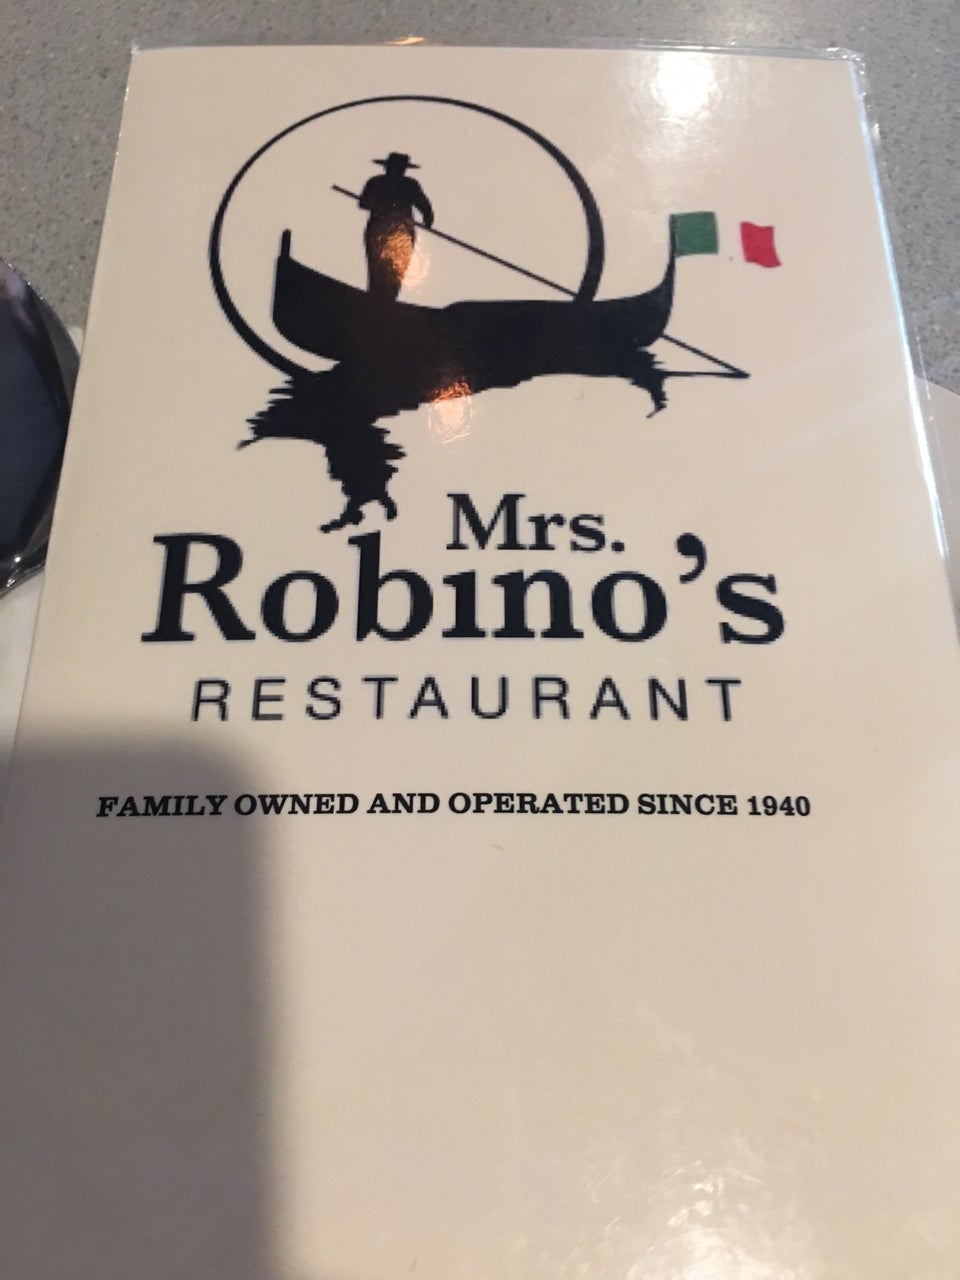 Mrs.
Robino's
RESTAURANT
FAMILY OWNED AND OPERATED SINCE 1940